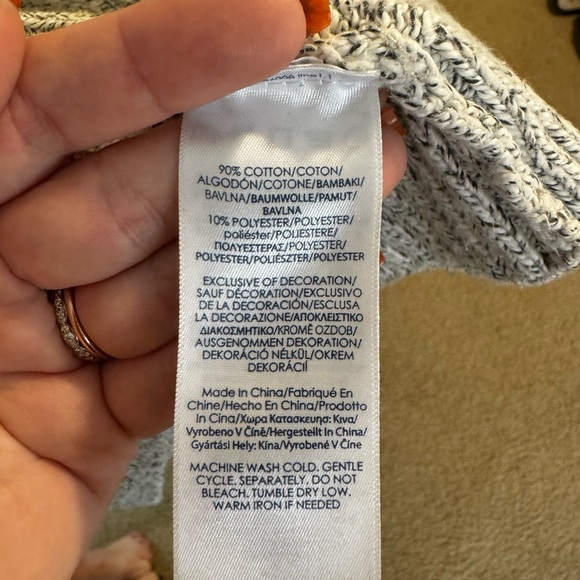 90% COTTON/COTON/
ALGODÓN/COTONE/BAMBAKI/
BAVLNA/BAUMWOLLE/PAMUT/
BAVLNA
10% POLYESTER/POLYESTER/
poliéster/POLIESTERE/
ΠΟΛΥΕΣΤΕΡΑΣ/POLYESTER/
POLYESTER/POLIÉSZTER/POLYESTER
EXCLUSIVE OF DECORATION/
SAUF DÉCORATION/EXCLUSIVO
DE LA DECORACIÓN/ESCLUSA
LA DECORAZIONE/ΑΠΟΚΛΕΙΣΤΙΚΟ
ΔΙΑΚΟΣΜΗΤΙΚΟ/KROMĚ OZDOB/
AUSGENOMMEN DEKORATION/
DEKORÁCIÓ NÉLKÜL/OKREM
DEKORÁCIÍ
Made In China/Fabriqué En
Chine/Hecho En China/Prodotto
In Cina/Χωρα Κατασκευησ: Κινα/
Vyrobeno V Číně/Hergestellt In China/
Gyártási Hely: Kína/Vyrobené V Číne
MACHINE WASH COLD. GENTLE
CYCLE. SEPARATELY. DO NOT
BLEACH. TUMBLE DRY LOW.
WARM IRON IF NEEDED